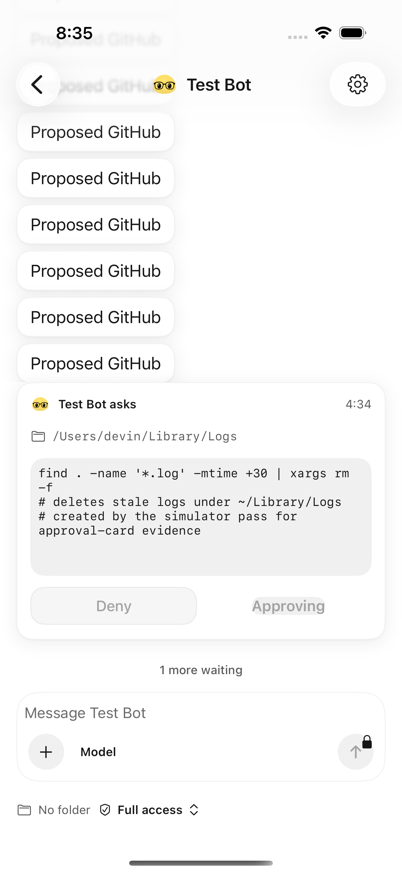 8:35
Proposed GitHub
Test Bot
Proposed GitHub
Proposed GitHub
Proposed GitHub
Proposed GitHub
Proposed GitHub
Proposed GitHub
Test Bot asks 4:34
/Users/devin/Library/Logs
find . -name '*.log' -mtime +30 | xargs rm
-f
# deletes stale logs under ~/Library/Logs
# created by the simulator pass for
approval-card evidence
Deny Approving
1 more waiting
Message Test Bot
Model
No folder Full access